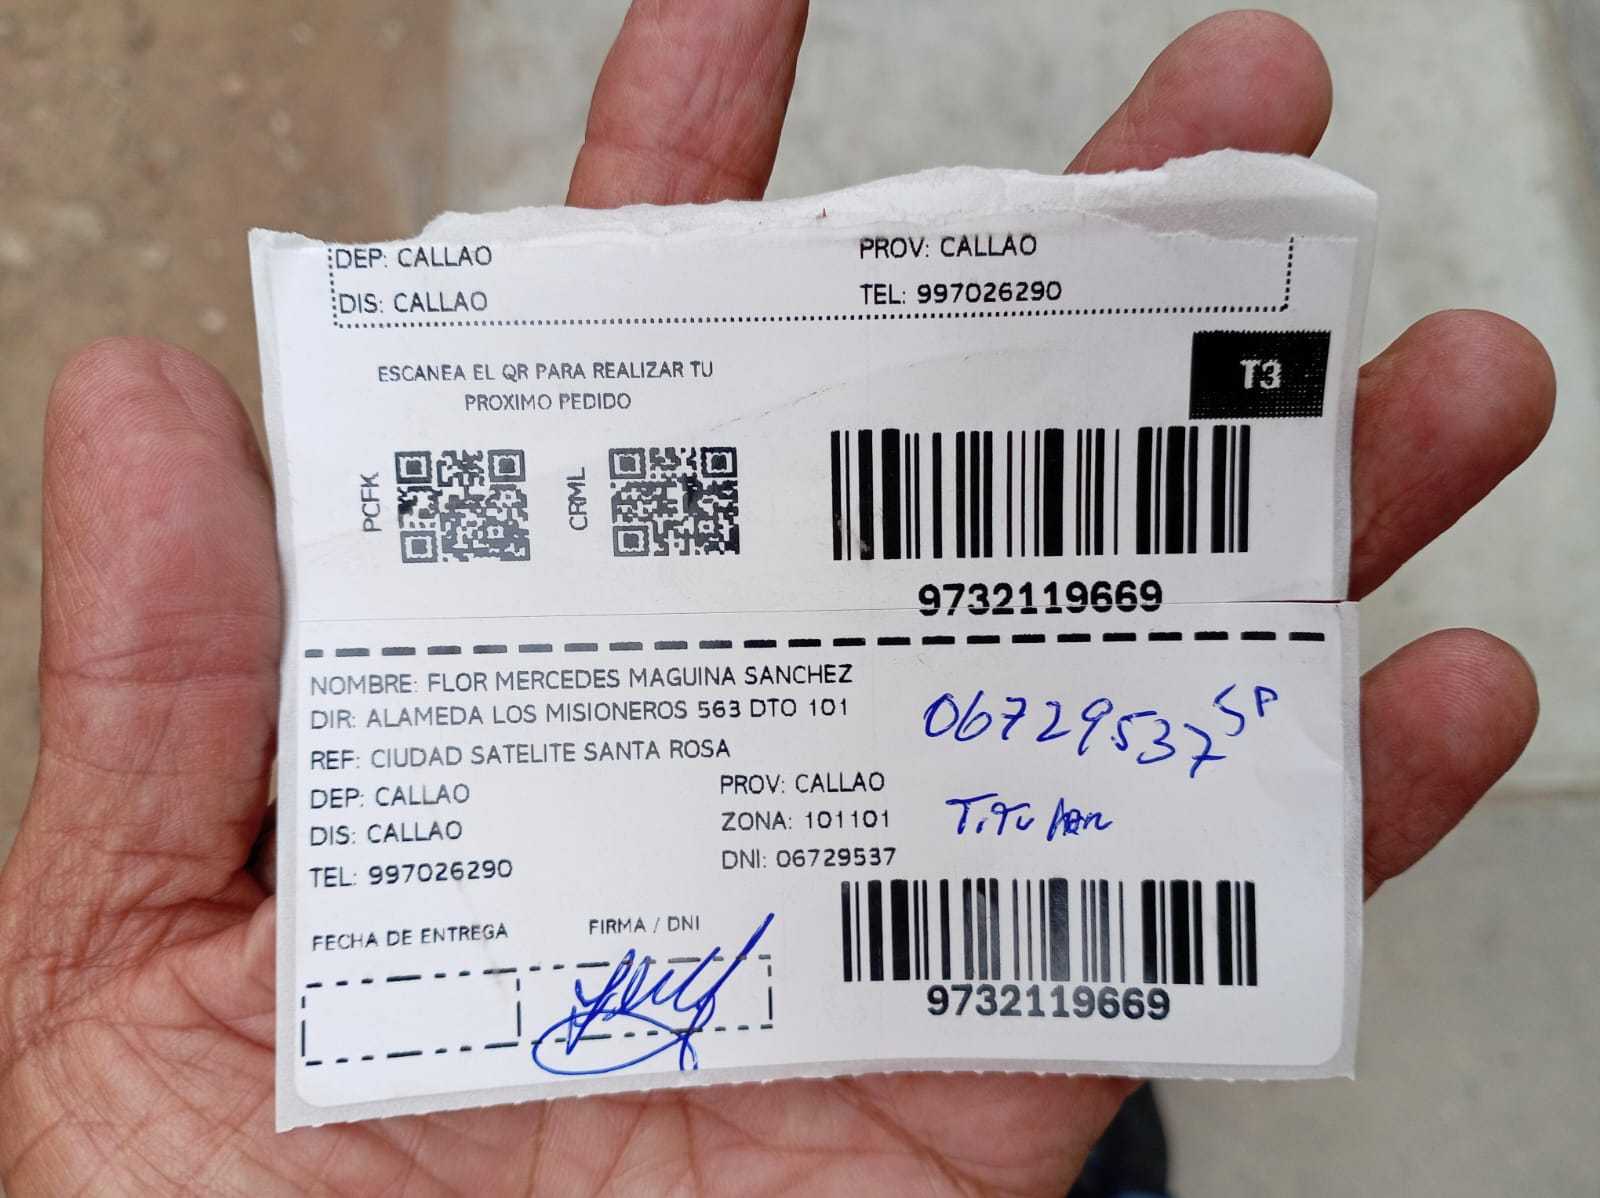 DEP: CALLAO
PROV: CALLAO
DIS: CALLAO
TEL: 997026290
T3
ESCANEA EL QR PARA REALIZAR TU
PROXIMO PEDIDO
PCFK
CRML
9732119669
NOMBRE: FLOR MERCEDES MAGUINA SANCHEZ
DIR: ALAMEDA LOS MISIONEROS 563 DTO 101
REF: CIUDAD SATELITE SANTA ROSA
DEP: CALLAO
PROV: CALLAO
DIS: CALLAO
ZONA: 101101
TEL: 997026290
DNI: 06729537
06729537 SP
Titular
FECHA DE ENTREGA
FIRMA / DNI
9732119669